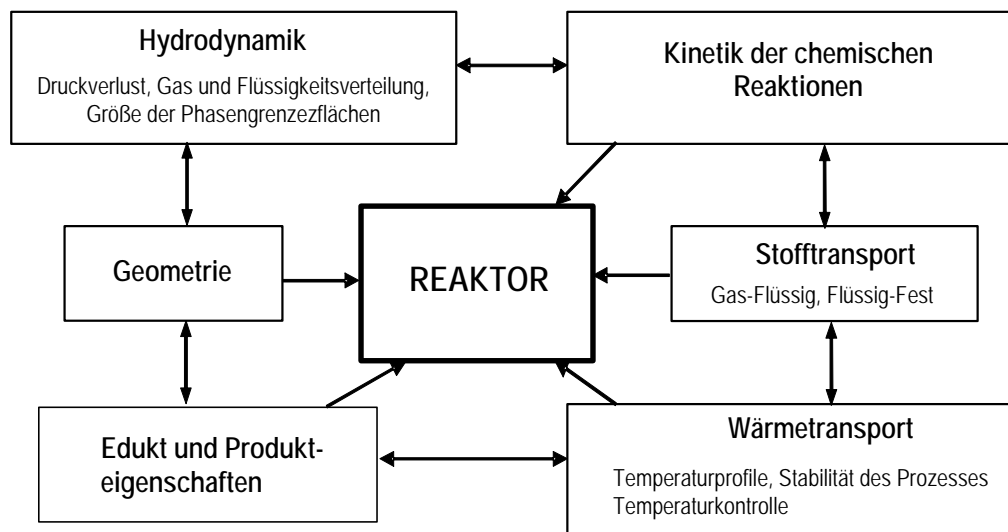 Hydrodynamik
Druckverlust, Gas und Flüssigkeitsverteilung,
Größe der Phasengrenzezflächen
Kinetik der chemischen
Reaktionen
Geometrie
REAKTOR
Stofftransport
Gas-Flüssig, Flüssig-Fest
Edukt und Produkt-
eigenschaften
Wärmetransport
Temperaturprofile, Stabilität des Prozesses
Temperaturkontrolle